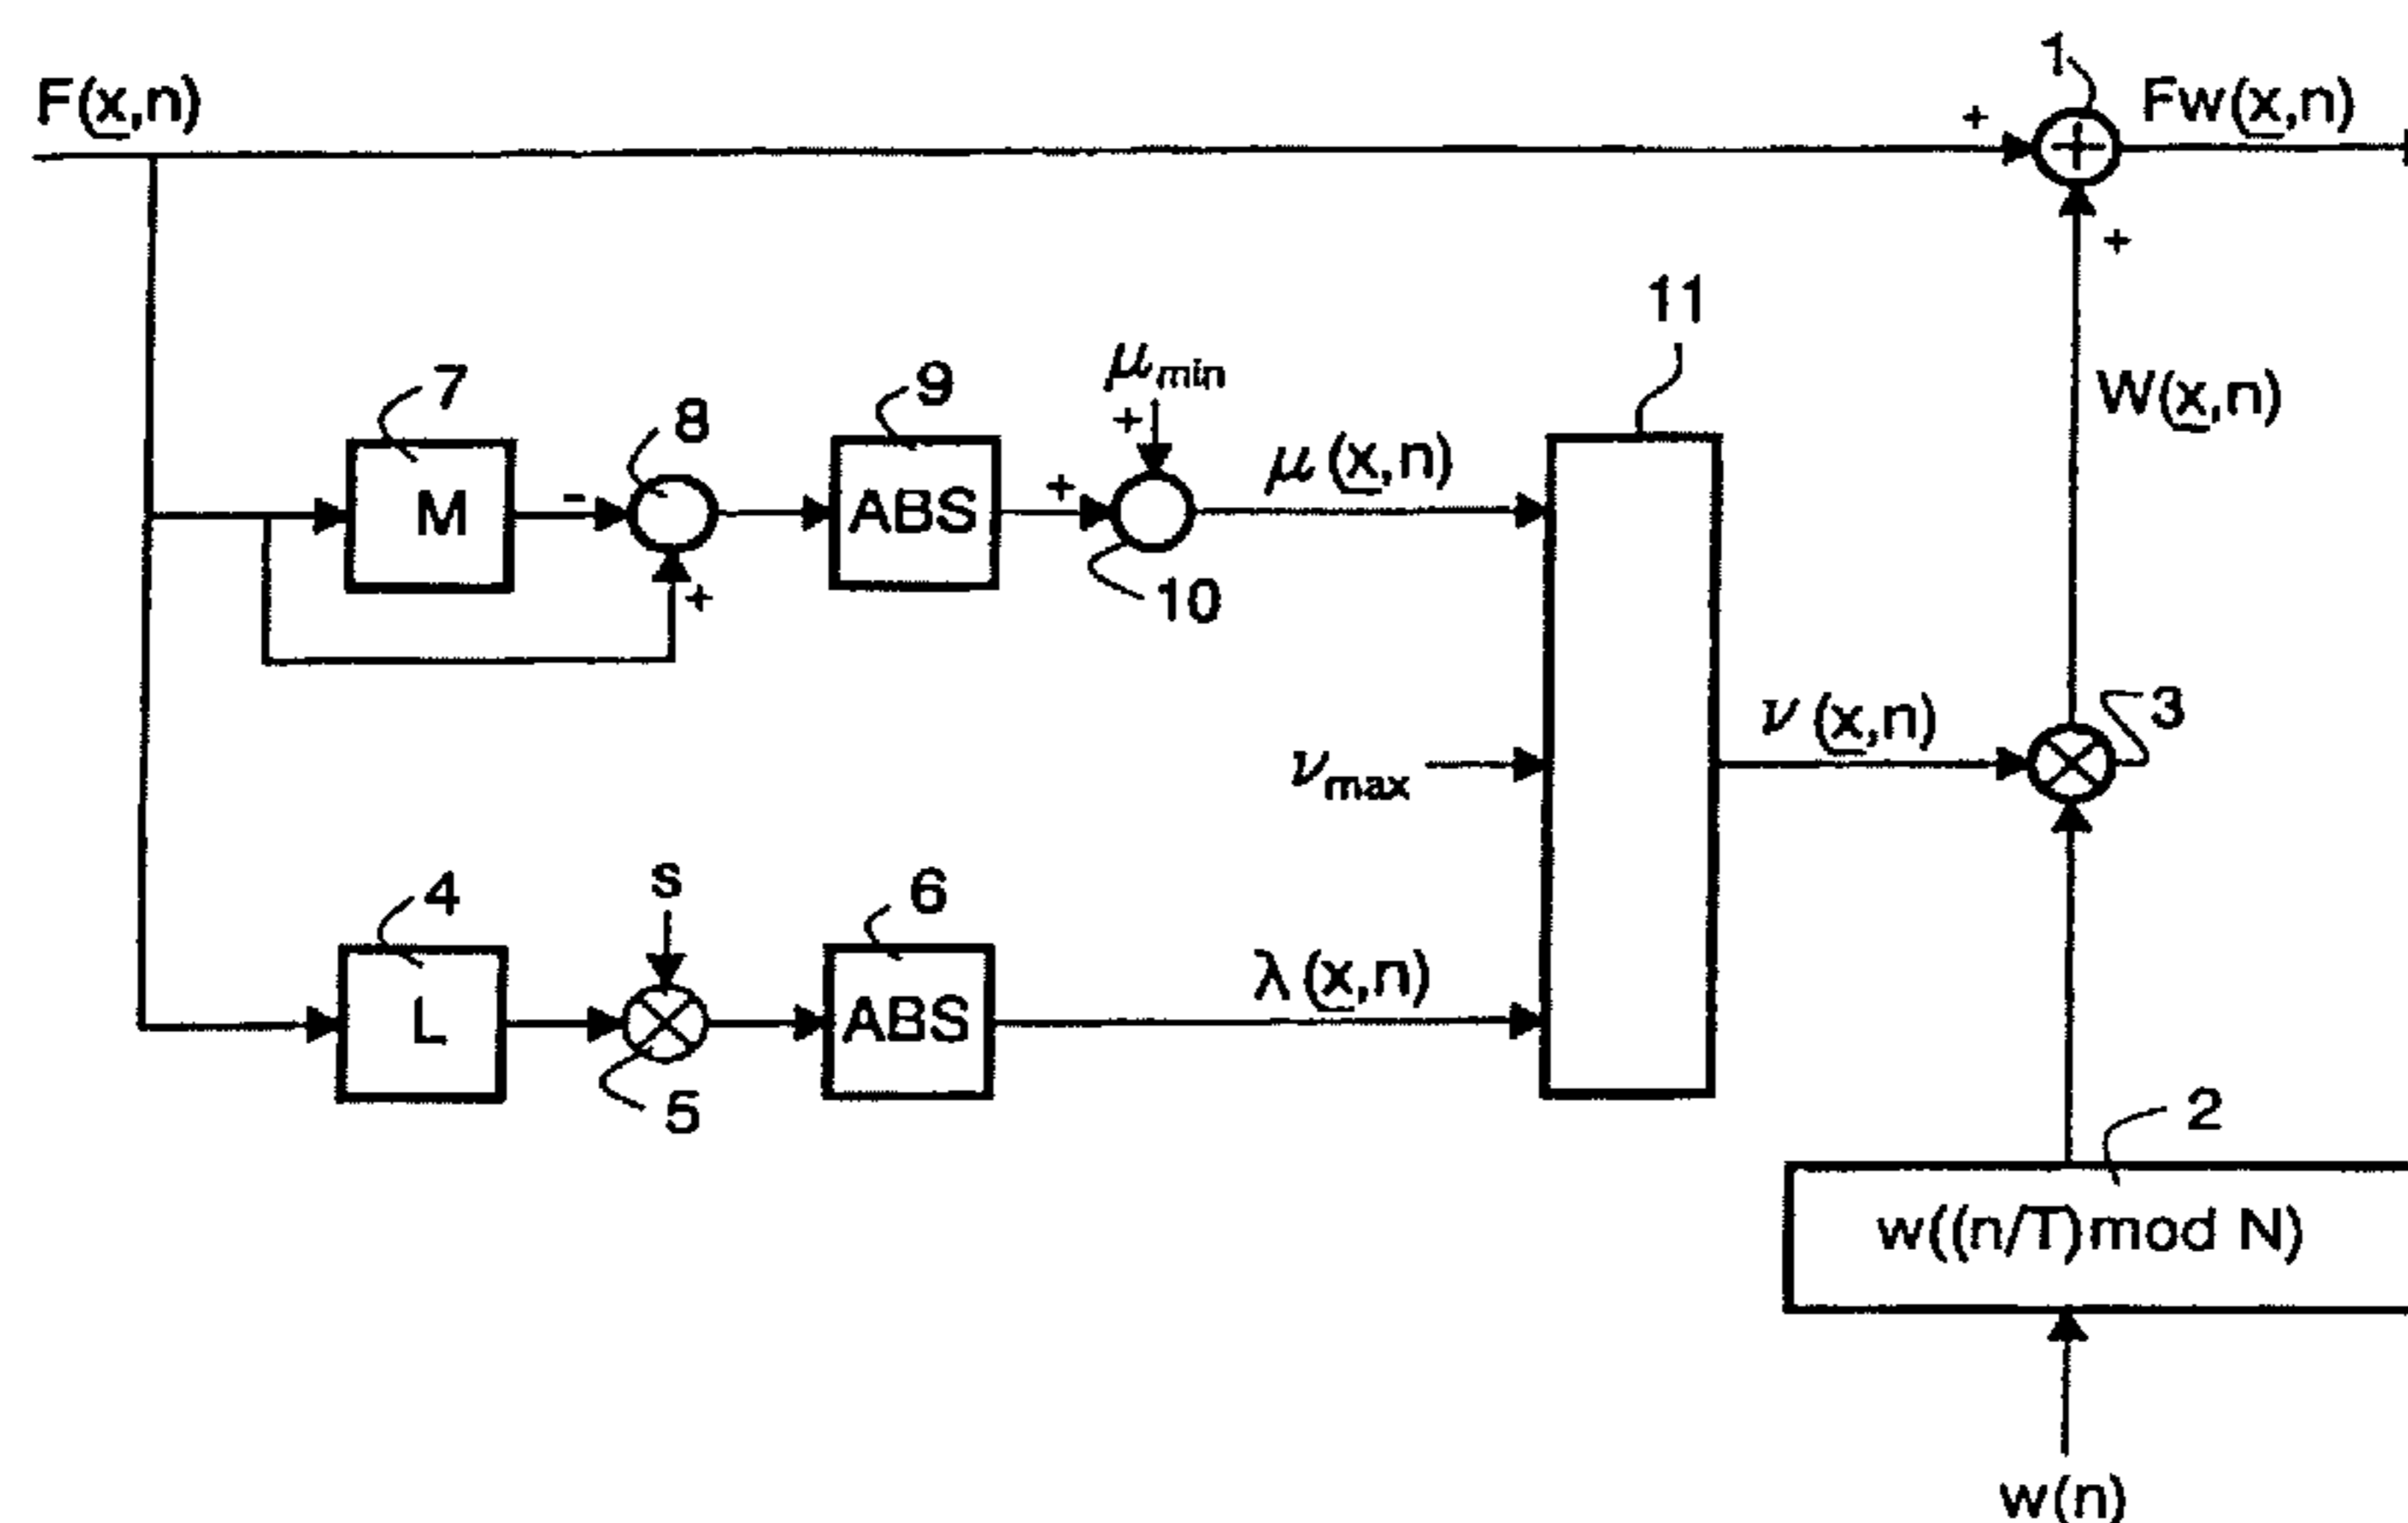 1
F(x,n)
+
Fw(x,n)
+
11
7
8
9
μmin
+
W(x,n)
M
-
+
ABS
+
μ(x,n)
10
νmax
ν(x,n)
3
4
s
6
L
ABS
λ(x,n)
5
2
w((n/T)mod N)
w(n)